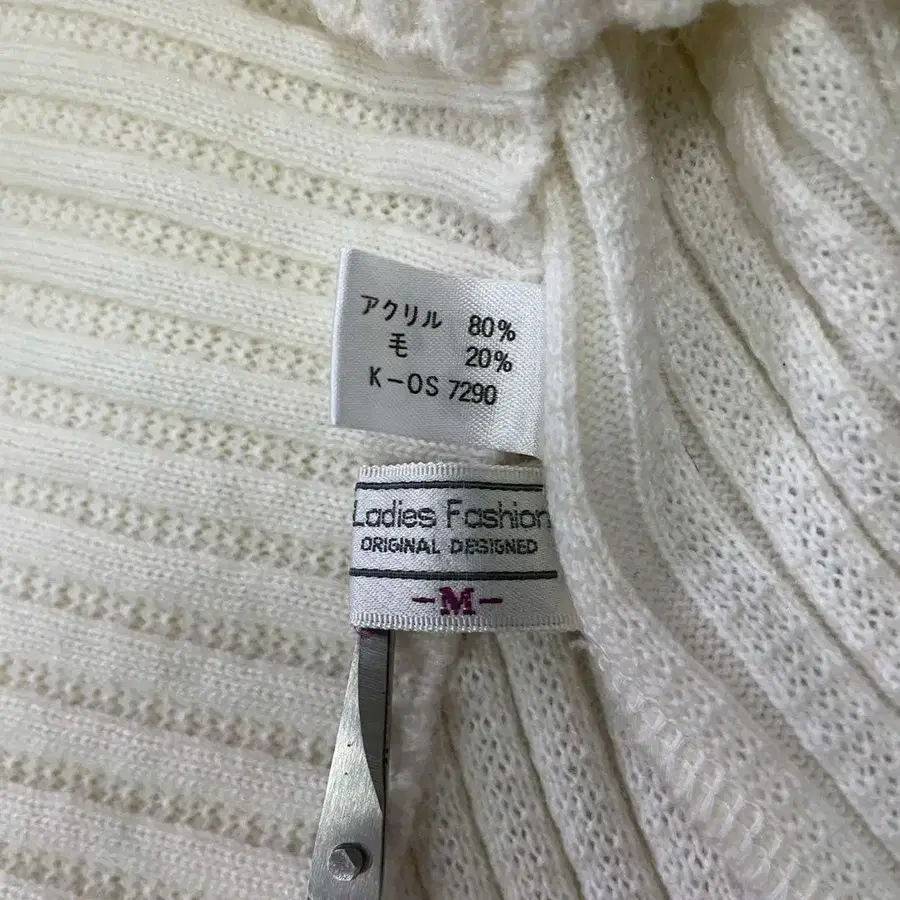 アクリル 80%
毛 20%
K-OS 7290
Ladies Fashion
ORIGINAL DESIGNED
-M-